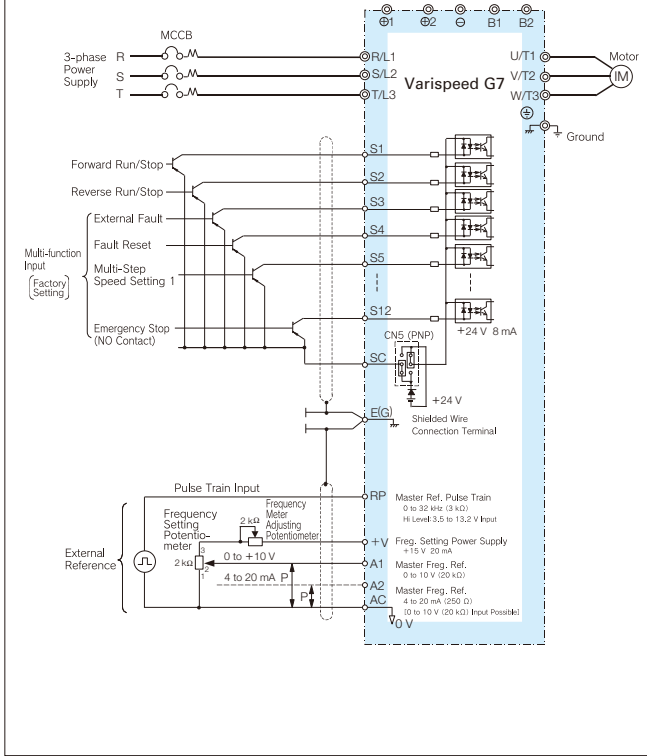 ⊕1 ⊕2 ⊖ B1 B2
MCCB
3-phase
Power
Supply
R
S
T
R/L1
S/L2
T/L3
Varispeed G7
U/T1
V/T2
W/T3
Motor
IM
Ground
Forward Run/Stop
Reverse Run/Stop
External Fault
Fault Reset
Multi-Step
Speed Setting 1
Emergency Stop
(NO Contact)
Multi-function
Input
Factory
Setting
S1
S2
S3
S4
S5
S12
SC
CN5 (PNP)
+24 V 8 mA
+24 V
E(G)
Shielded Wire
Connection Terminal
Pulse Train Input
RP
Master Ref. Pulse Train
0 to 32 kHz (3 kΩ)
Hi Level: 3.5 to 13.2 V Input
Frequency
Setting
Potentio-
meter
2 kΩ
Frequency
Meter
Adjusting
Potentiometer
+V
Freg. Setting Power Supply
+15 V 20 mA
External
Reference
2 kΩ
3
2
1
0 to +10 V
A1
Master Freg. Ref.
0 to 10 V (20 kΩ)
4 to 20 mA P
P
A2
Master Freg. Ref.
4 to 20 mA (250 Ω)
[0 to 10 V (20 kΩ) Input Possible]
AC
0 V